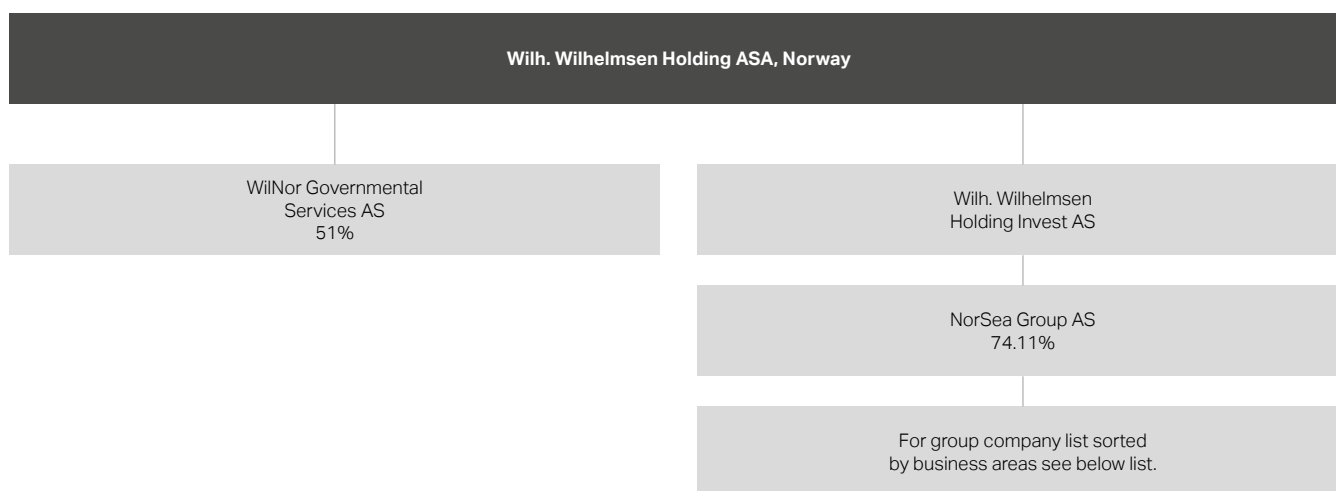 Wilh. Wilhelmsen Holding ASA, Norway
WilNor Governmental
Services AS
51%
Wilh. Wilhelmsen
Holding Invest AS
NorSea Group AS
74.11%
For group company list sorted
by business areas see below list.